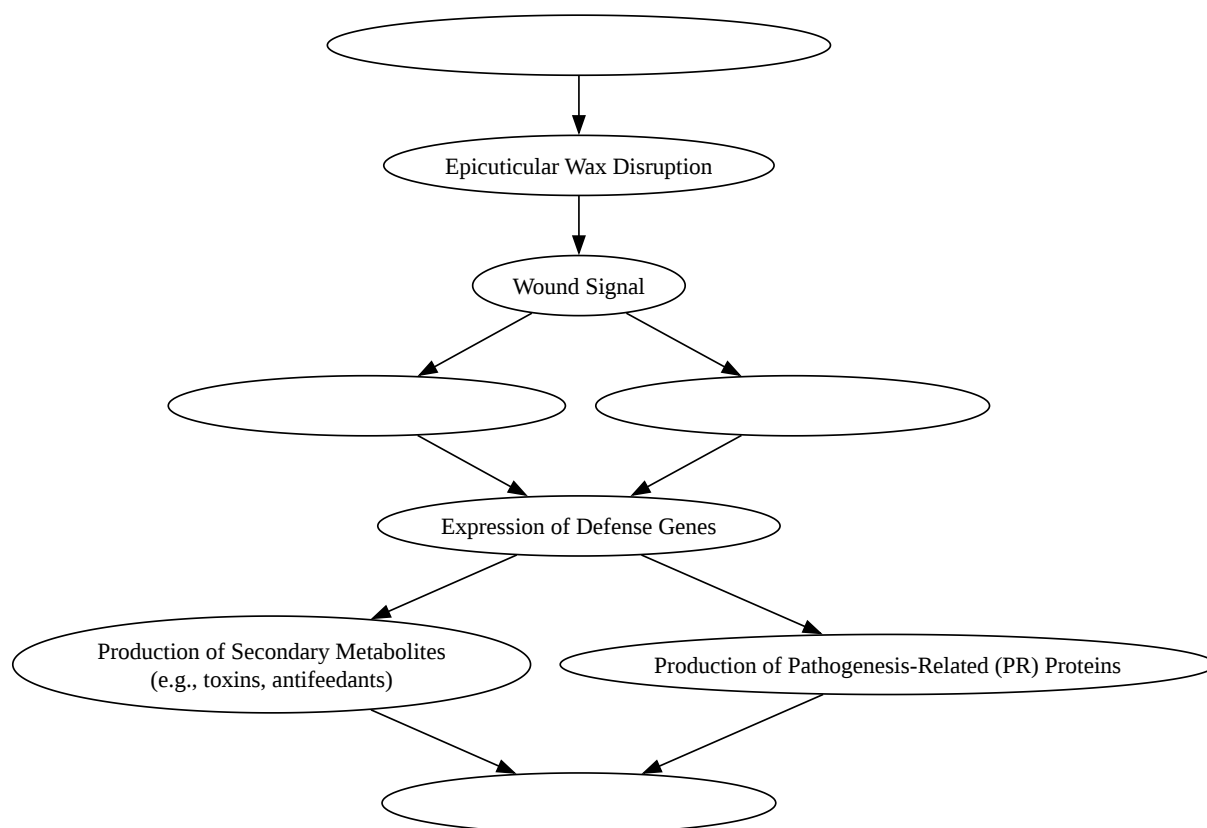 Epicuticular Wax Disruption
Wound Signal
Expression of Defense Genes
Production of Secondary Metabolites
(e.g., toxins, antifeedants)
Production of Pathogenesis-Related (PR) Proteins